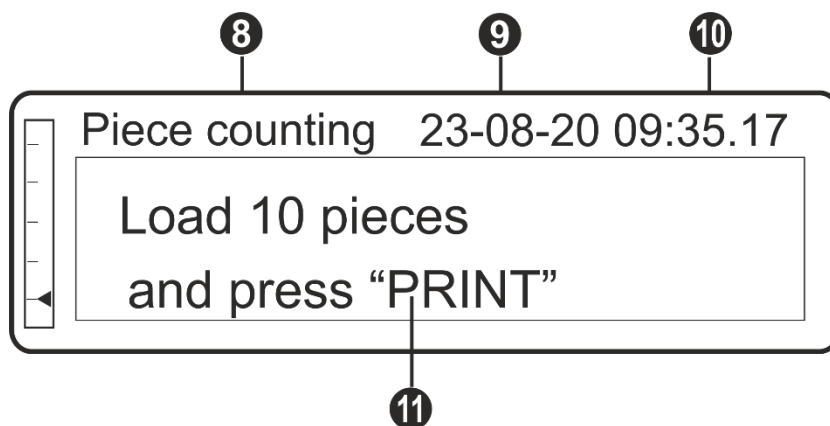 8 9 10
Piece counting 23-08-20 09:35.17
Load 10 pieces
and press “PRINT”
11